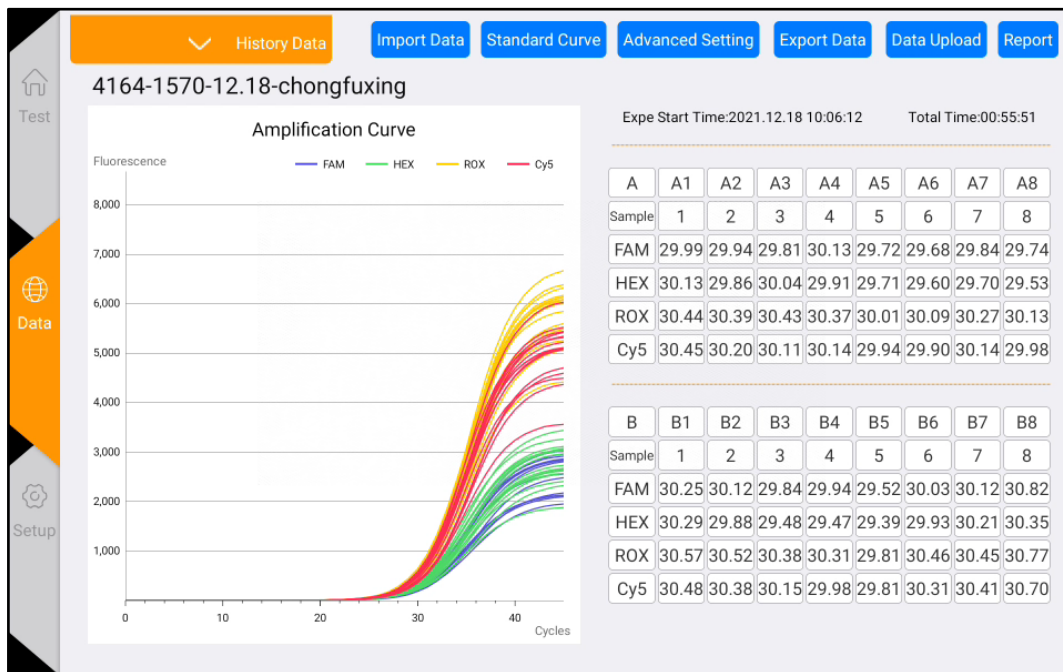 History Data
Import Data
Standard Curve
Advanced Setting
Export Data
Data Upload
Report
Test
Data
Setup
4164-1570-12.18-chongfuxing
Amplification Curve
Fluorescence
FAM HEX ROX Cy5
8,000
7,000
6,000
5,000
4,000
3,000
2,000
1,000
0 10 20 30 40
Cycles
Expe Start Time:2021.12.18 10:06:12 Total Time:00:55:51
A A1 A2 A3 A4 A5 A6 A7 A8
Sample 1 2 3 4 5 6 7 8
FAM 29.99 29.94 29.81 30.13 29.72 29.68 29.84 29.74
HEX 30.13 29.86 30.04 29.91 29.71 29.60 29.70 29.53
ROX 30.44 30.39 30.43 30.37 30.01 30.09 30.27 30.13
Cy5 30.45 30.20 30.11 30.14 29.94 29.90 30.14 29.98
B B1 B2 B3 B4 B5 B6 B7 B8
Sample 1 2 3 4 5 6 7 8
FAM 30.25 30.12 29.84 29.94 29.52 30.03 30.12 30.82
HEX 30.29 29.88 29.48 29.47 29.39 29.93 30.21 30.35
ROX 30.57 30.52 30.38 30.31 29.81 30.46 30.45 30.77
Cy5 30.48 30.38 30.15 29.98 29.81 30.31 30.41 30.70